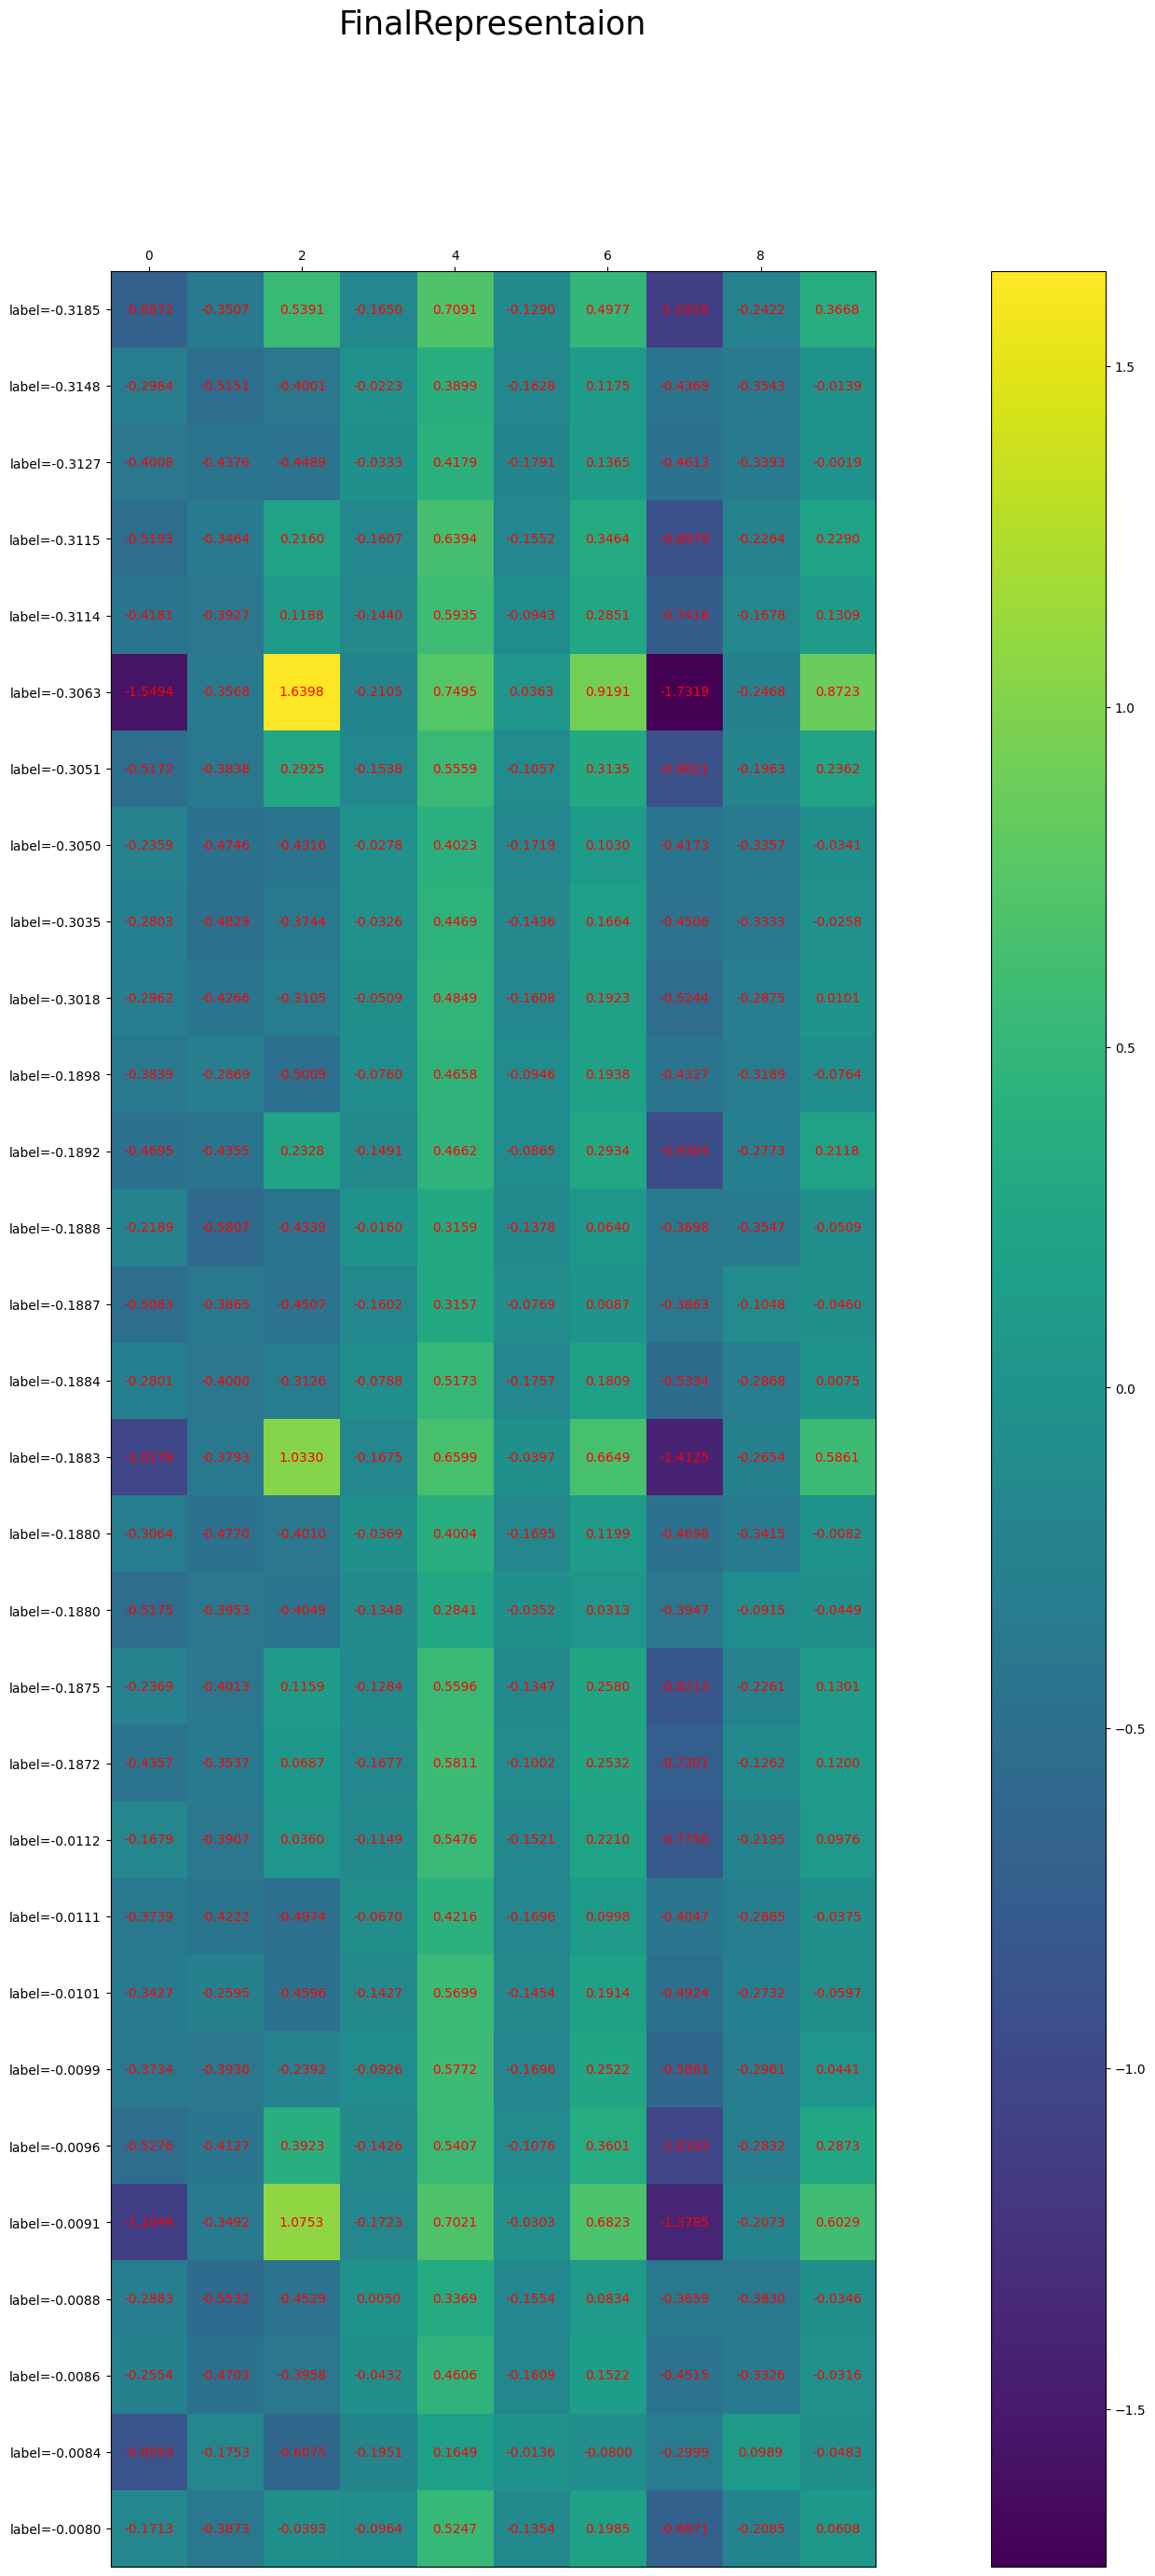 FinalRepresentaion
0 2 4 6 8
label=-0.3185 -0.6872 -0.3507 0.5391 -0.1650 0.7091 -0.1290 0.4977 -0.2422 0.3668
label=-0.3148 -0.2984 -0.5151 -0.4001 -0.0223 0.3899 -0.1628 0.1175 -0.4369 -0.3543 -0.0139
1.5
label=-0.3127 -0.4008 -0.4376 -0.4489 -0.0333 0.4179 -0.1791 0.1365 -0.4613 -0.3393 -0.0019
label=-0.3115 -0.5193 -0.3464 0.2160 -0.1607 0.6394 -0.1552 0.3464 -0.2264 0.2290
label=-0.3114 -0.4181 -0.3927 0.1188 -0.1440 0.5935 -0.0943 0.2851 -0.7418 -0.1678 0.1309
label=-0.3063 -1.5494 -0.3568 1.6398 -0.2105 0.7495 0.0363 0.9191 -1.7319 -0.2468 0.8723
1.0
label=-0.3051 -0.5172 -0.3838 0.2925 -0.1538 0.5559 -0.1057 0.3135 -0.1963 0.2362
label=-0.3050 -0.2359 -0.4746 -0.4316 -0.0278 0.4023 -0.1719 0.1030 -0.4173 -0.3357 -0.0341
label=-0.3035 -0.2803 -0.4829 -0.3744 -0.0326 0.4469 -0.1436 0.1664 -0.4506 -0.3333 -0.0258
label=-0.3018 -0.2962 -0.4266 -0.3105 -0.0509 0.4849 -0.1608 0.1923 -0.5244 -0.2875 0.0101
0.5
label=-0.1898 -0.3839 -0.2869 -0.5009 -0.0760 0.4658 -0.0946 0.1938 -0.4327 -0.3189 -0.0764
label=-0.1892 -0.4695 -0.4355 0.2328 -0.1491 0.4662 -0.0865 0.2934 -0.2773 0.2118
label=-0.1888 -0.2189 -0.5807 -0.4339 -0.0160 0.3159 -0.1378 0.0640 -0.3698 -0.3547 -0.0509
label=-0.1887 -0.5083 -0.3865 -0.4507 -0.1602 0.3157 -0.0769 0.0087 -0.3863 -0.1048 -0.0460
label=-0.1884 -0.2801 -0.4000 -0.3126 -0.0788 0.5173 -0.1757 0.1809 -0.5334 -0.2868 0.0075
0.0
label=-0.1883 -0.3793 1.0330 -0.1675 0.6599 -0.0397 0.6649 -1.4125 -0.2654 0.5861
label=-0.1880 -0.3064 -0.4770 -0.4010 -0.0369 0.4004 -0.1695 0.1199 -0.4698 -0.3415 -0.0082
label=-0.1880 -0.5175 -0.3953 -0.4049 -0.1348 0.2841 -0.0352 0.0313 -0.3947 -0.0915 -0.0449
label=-0.1875 -0.2369 -0.4013 0.1159 -0.1284 0.5596 -0.1347 0.2580 -0.2261 0.1301
−0.5
label=-0.1872 -0.4357 -0.3537 0.0687 -0.1677 0.5811 -0.1002 0.2532 -0.7301 -0.1262 0.1200
label=-0.0112 -0.1679 -0.3907 0.0360 -0.1149 0.5476 -0.1521 0.2210 -0.7756 -0.2195 0.0976
label=-0.0111 -0.3739 -0.4222 -0.4974 -0.0670 0.4216 -0.1696 0.0998 -0.4047 -0.2885 -0.0375
label=-0.0101 -0.3427 -0.2595 -0.4596 -0.1427 0.5699 -0.1454 0.1914 -0.4924 -0.2732 -0.0597
label=-0.0099 -0.3734 -0.3930 -0.2392 -0.0926 0.5772 -0.1696 0.2522 -0.5861 -0.2961 0.0441
−1.0
label=-0.0096 -0.5276 -0.4127 0.3923 -0.1426 0.5407 -0.1076 0.3601 -0.2832 0.2873
label=-0.0091 -0.3492 1.0753 -0.1723 0.7021 -0.0303 0.6823 -1.3785 -0.2073 0.6029
label=-0.0088 -0.2883 -0.5532 -0.4529 0.0050 0.3369 -0.1554 0.0834 -0.3659 -0.3830 -0.0346
label=-0.0086 -0.2554 -0.4703 -0.3958 -0.0432 0.4606 -0.1609 0.1522 -0.4515 -0.3326 -0.0316
−1.5
label=-0.0084 -0.1753 -0.6075 -0.1951 0.1649 -0.0136 -0.0800 -0.2999 0.0989 -0.0483
label=-0.0080 -0.1713 -0.3873 -0.0393 -0.0964 0.5247 -0.1354 0.1985 -0.6871 -0.2085 0.0608